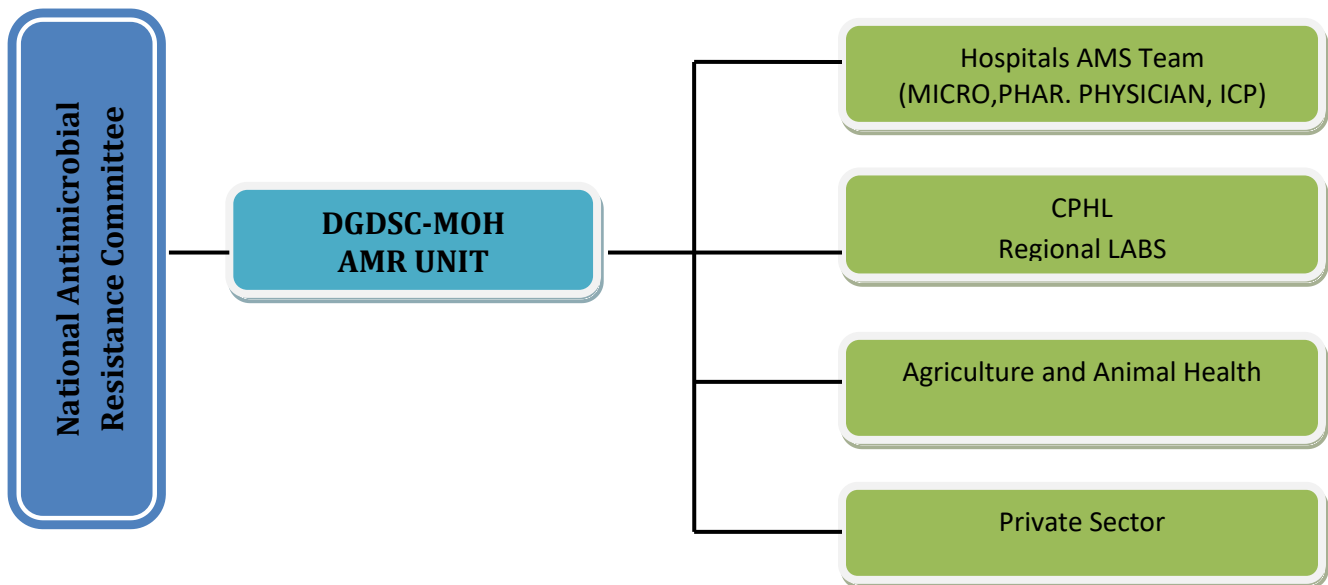 National Antimicrobial
Resistance Committee
DGDSC-MOH
AMR UNIT
Hospitals AMS Team
(MICRO,PHAR. PHYSICIAN, ICP)
CPHL
Regional LABS
Agriculture and Animal Health
Private Sector